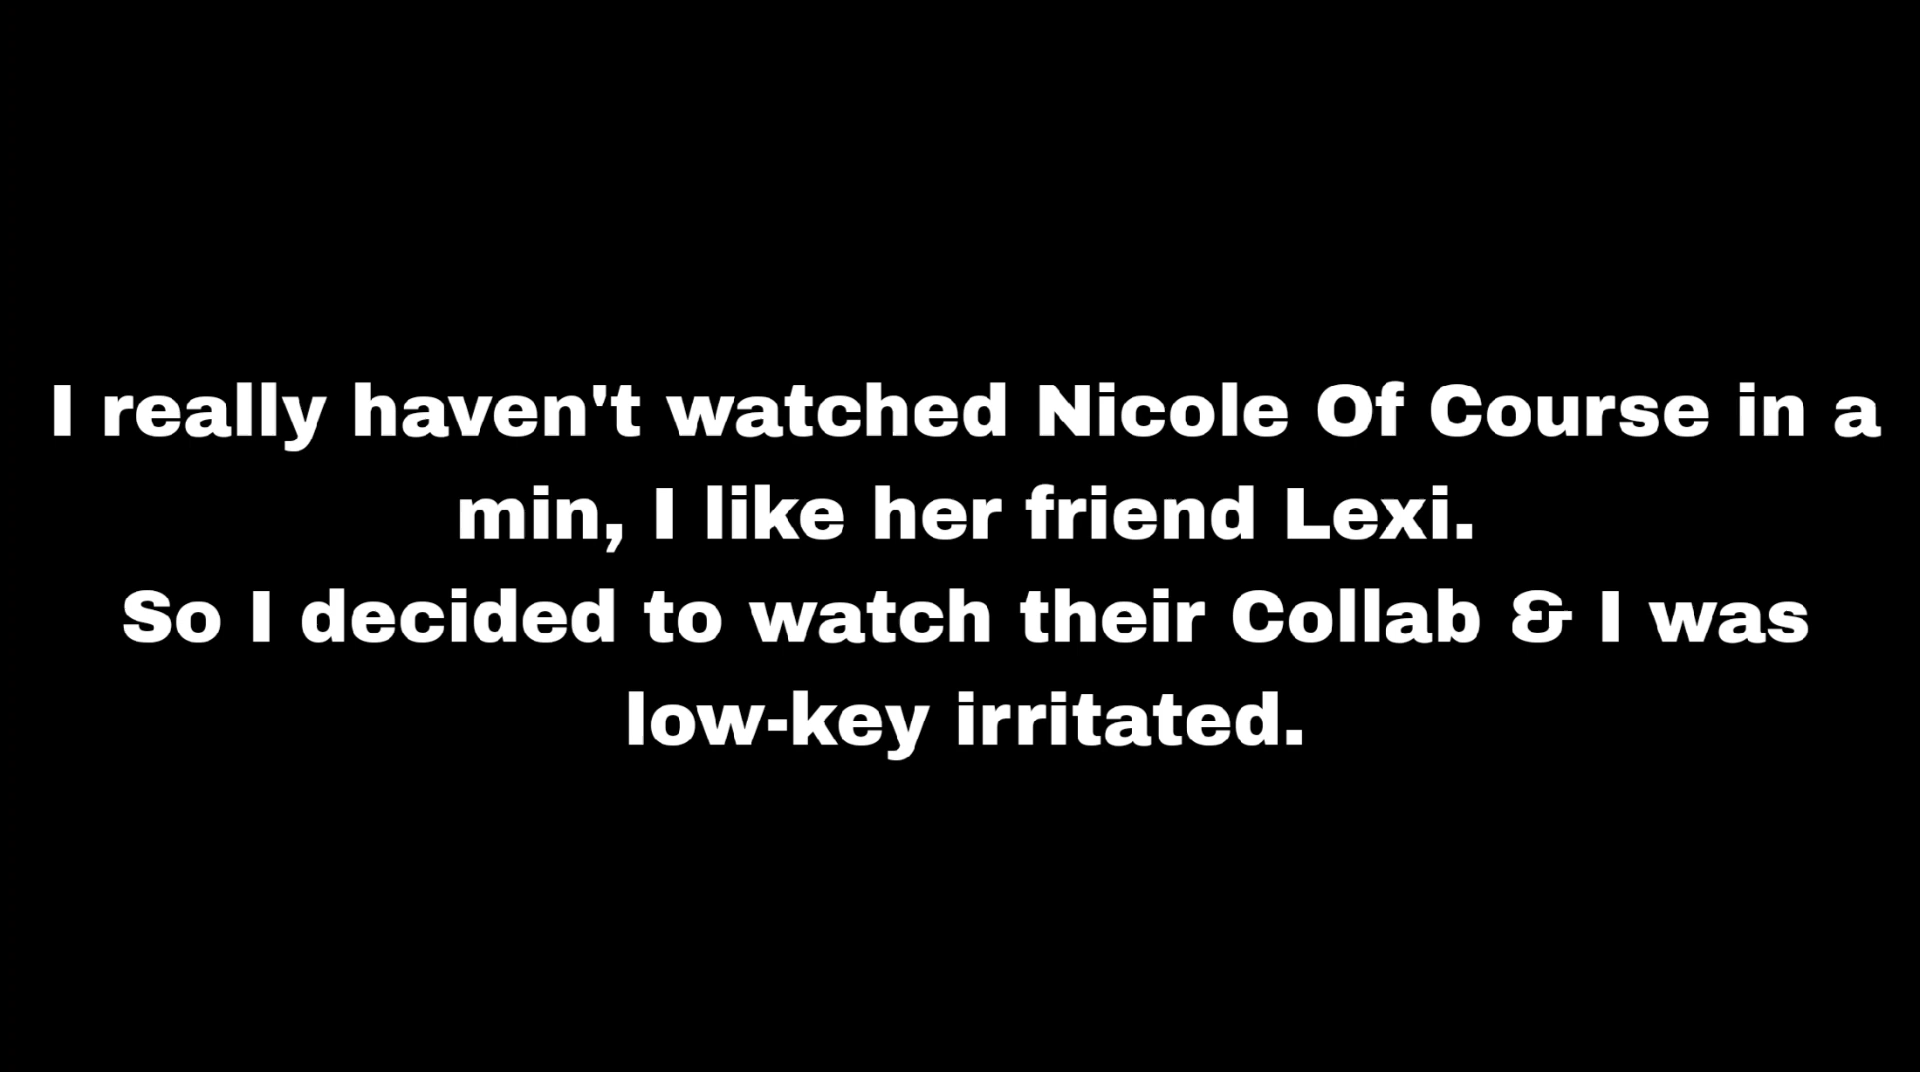 I really haven't watched Nicole Of Course in a
min, I like her friend Lexi.
So I decided to watch their Collab & I was
low-key irritated.